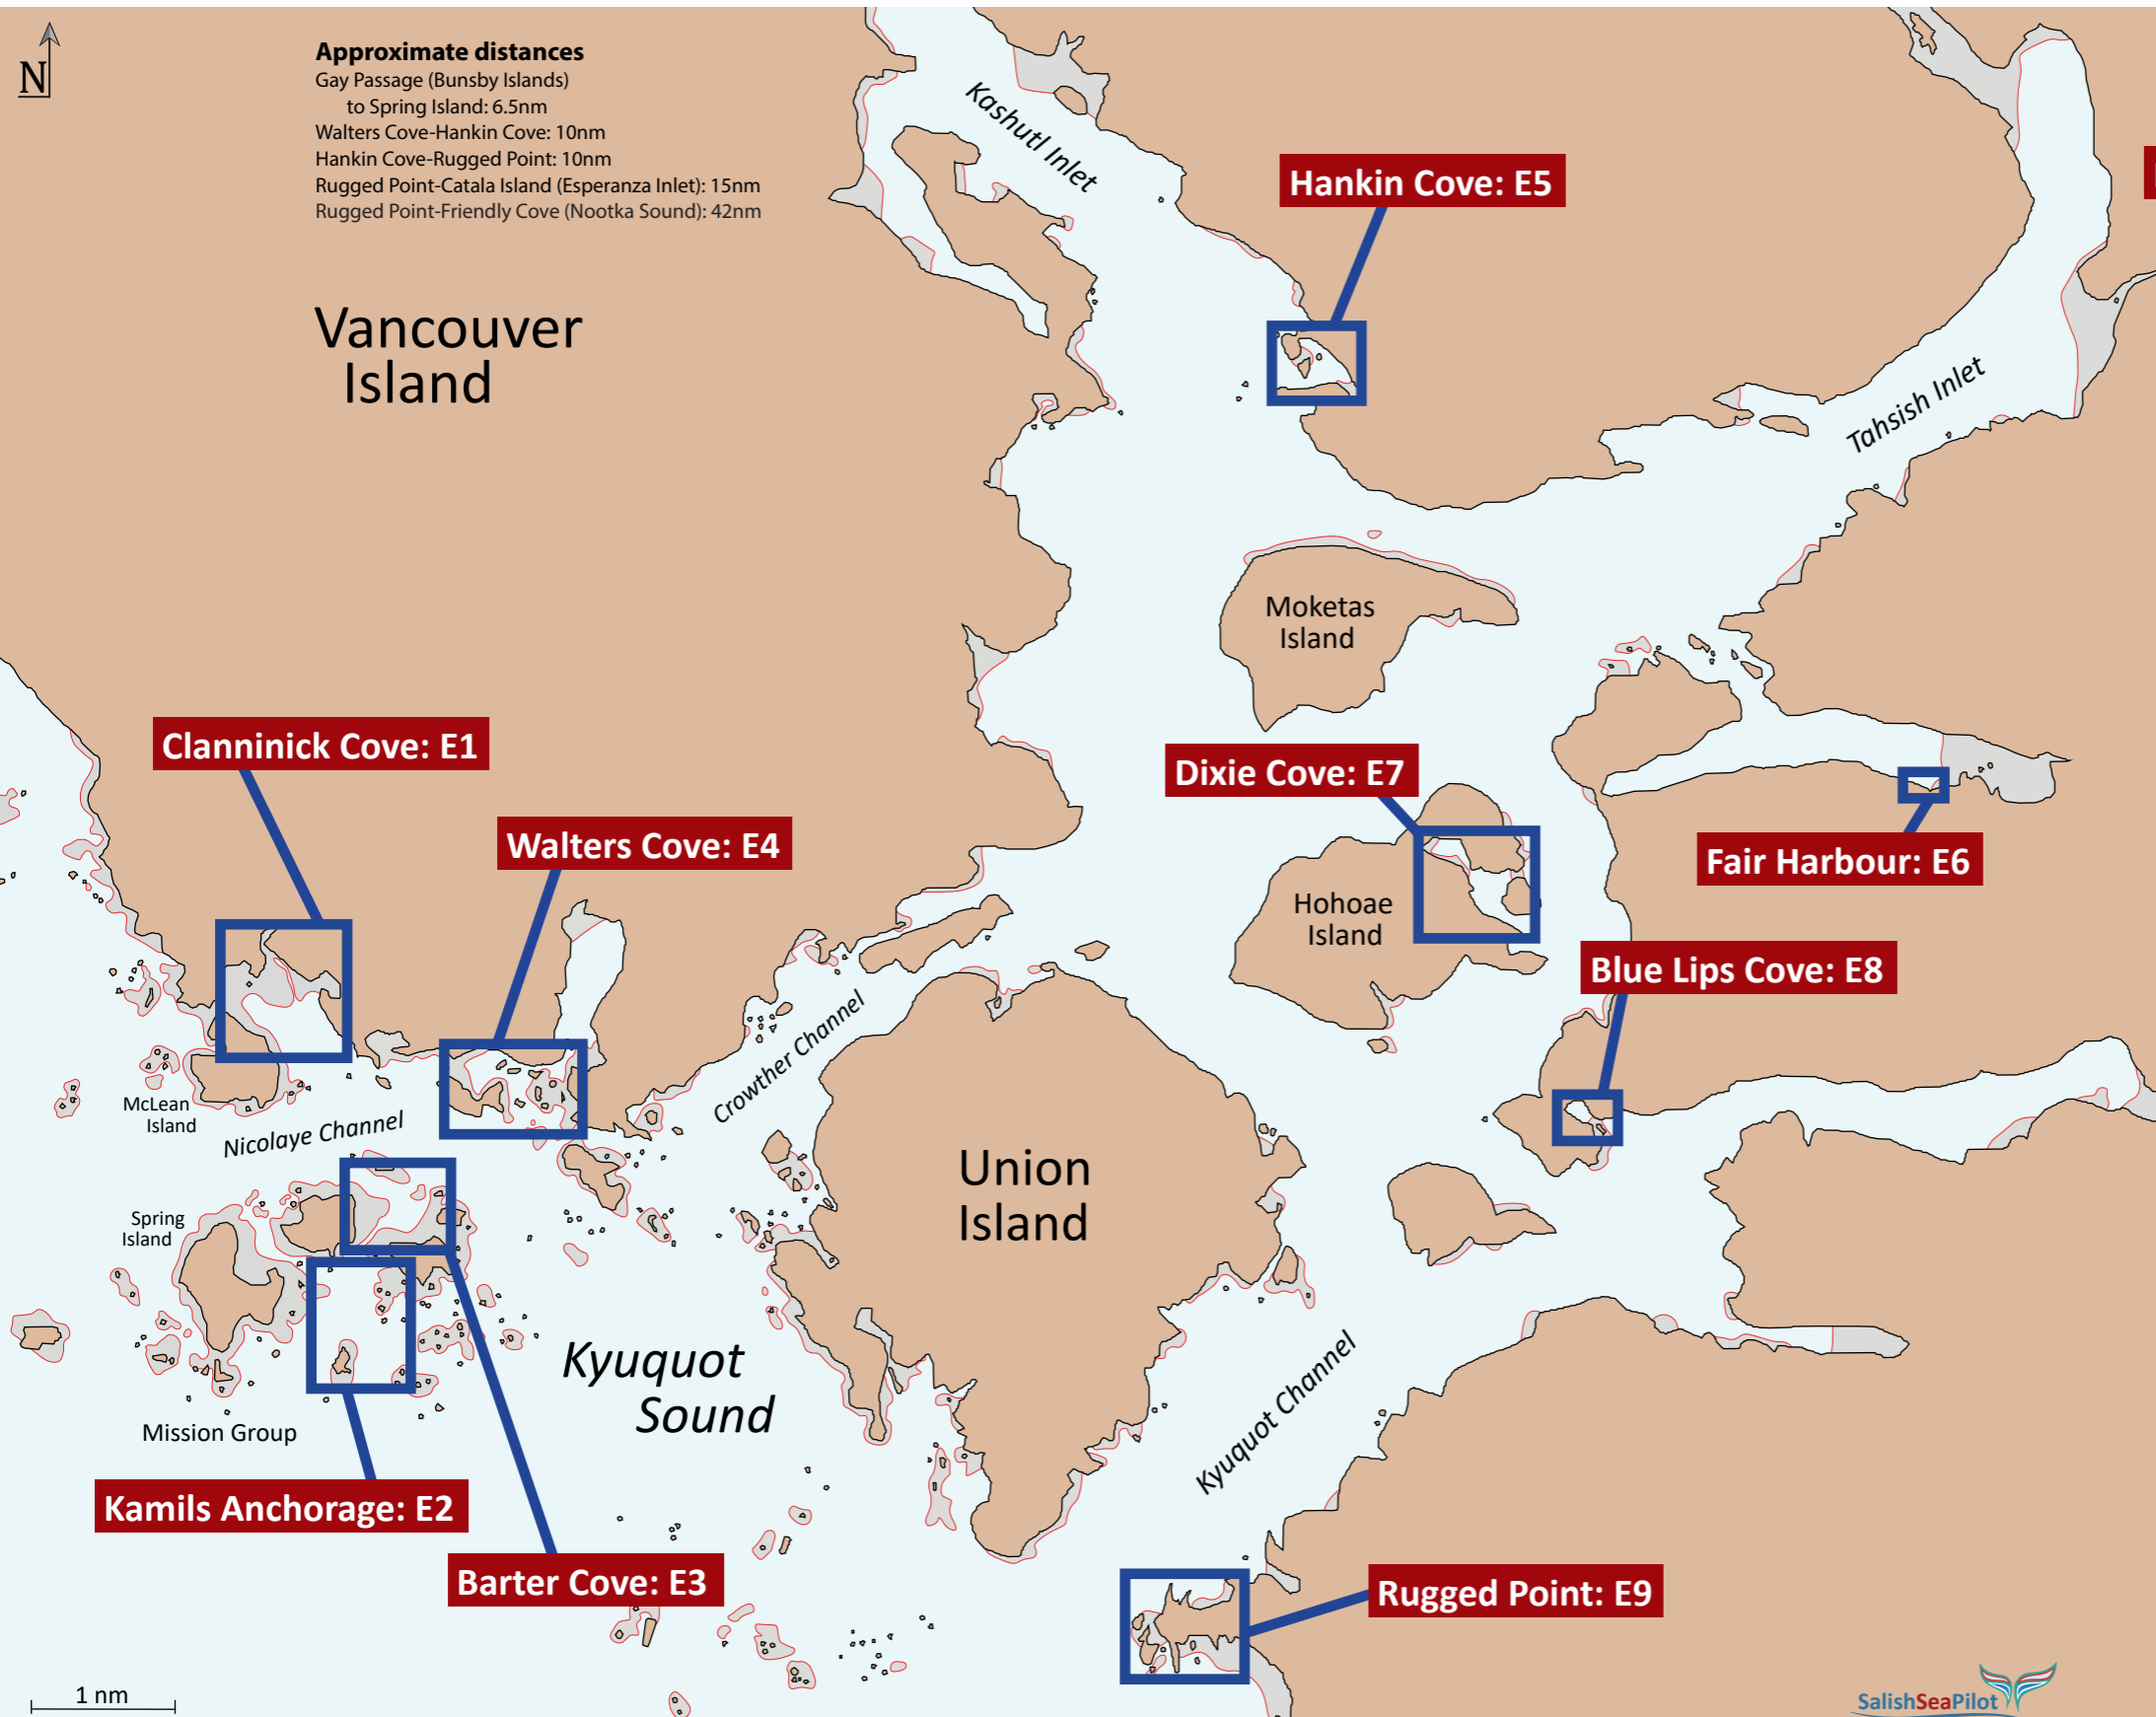 N
Approximate distances
Gay Passage (Bunsby Islands)
to Spring Island: 6.5nm
Walters Cove-Hankin Cove: 10nm
Hankin Cove-Rugged Point: 10nm
Rugged Point-Catala Island (Esperanza Inlet): 15nm
Rugged Point-Friendly Cove (Nootka Sound): 42nm
Kashutl Inlet
Hankin Cove: E5
Vancouver
Island
Tahsish Inlet
Moketas
Island
Clanninick Cove: E1
Dixie Cove: E7
Walters Cove: E4
Fair Harbour: E6
Hohoae
Island
Blue Lips Cove: E8
Crowther Channel
McLean
Island
Nicolaye Channel
Union
Island
Spring
Island
Kyuquot
Sound
Kyuquot Channel
Mission Group
Kamils Anchorage: E2
Barter Cove: E3
Rugged Point: E9
1 nm
SalishSeaPilot